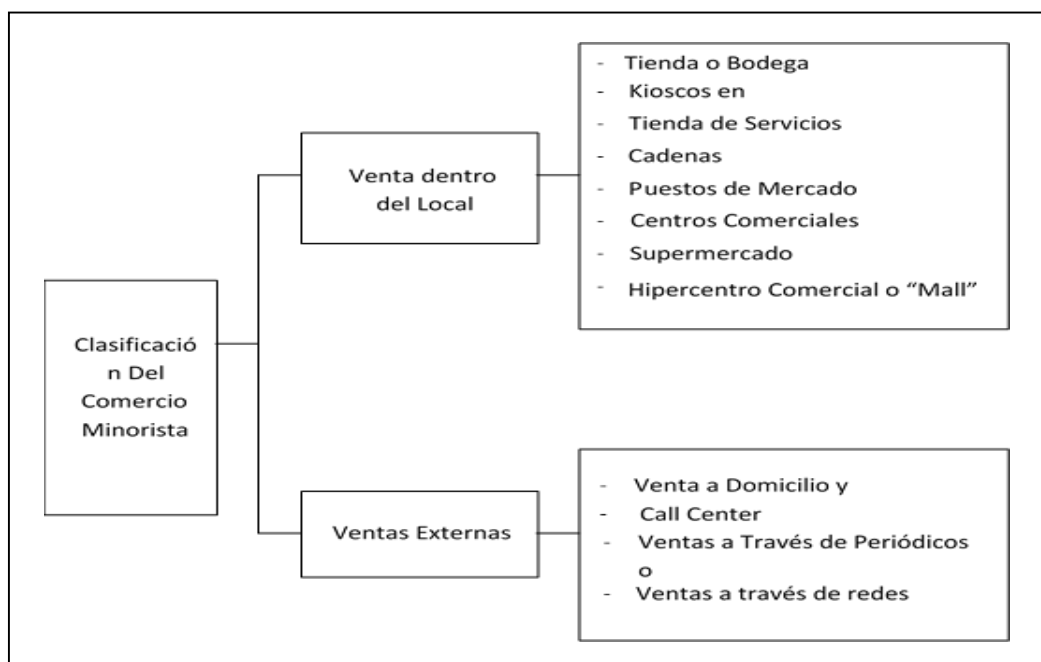 Clasificació
n Del
Comercio
Minorista
Venta dentro
del Local
- Tienda o Bodega
- Kioscos en
- Tienda de Servicios
- Cadenas
- Puestos de Mercado
- Centros Comerciales
- Supermercado
- Hipercentro Comercial o “Mall”
Ventas Externas
- Venta a Domicilio y
- Call Center
- Ventas a Través de Periódicos
o
- Ventas a través de redes